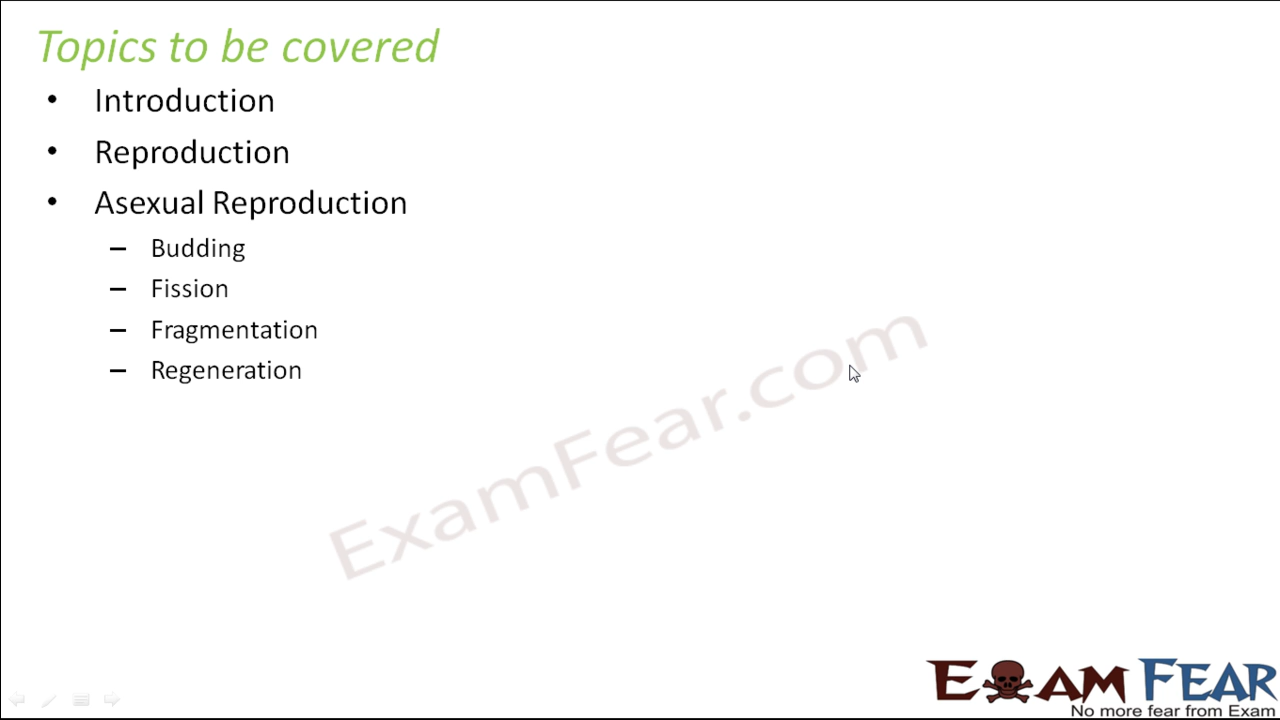 Topics to be covered
• Introduction
• Reproduction
• Asexual Reproduction
– Budding
– Fission
– Fragmentation
– Regeneration
ExamFear.com
EXAM FEAR
No more fear from Exam